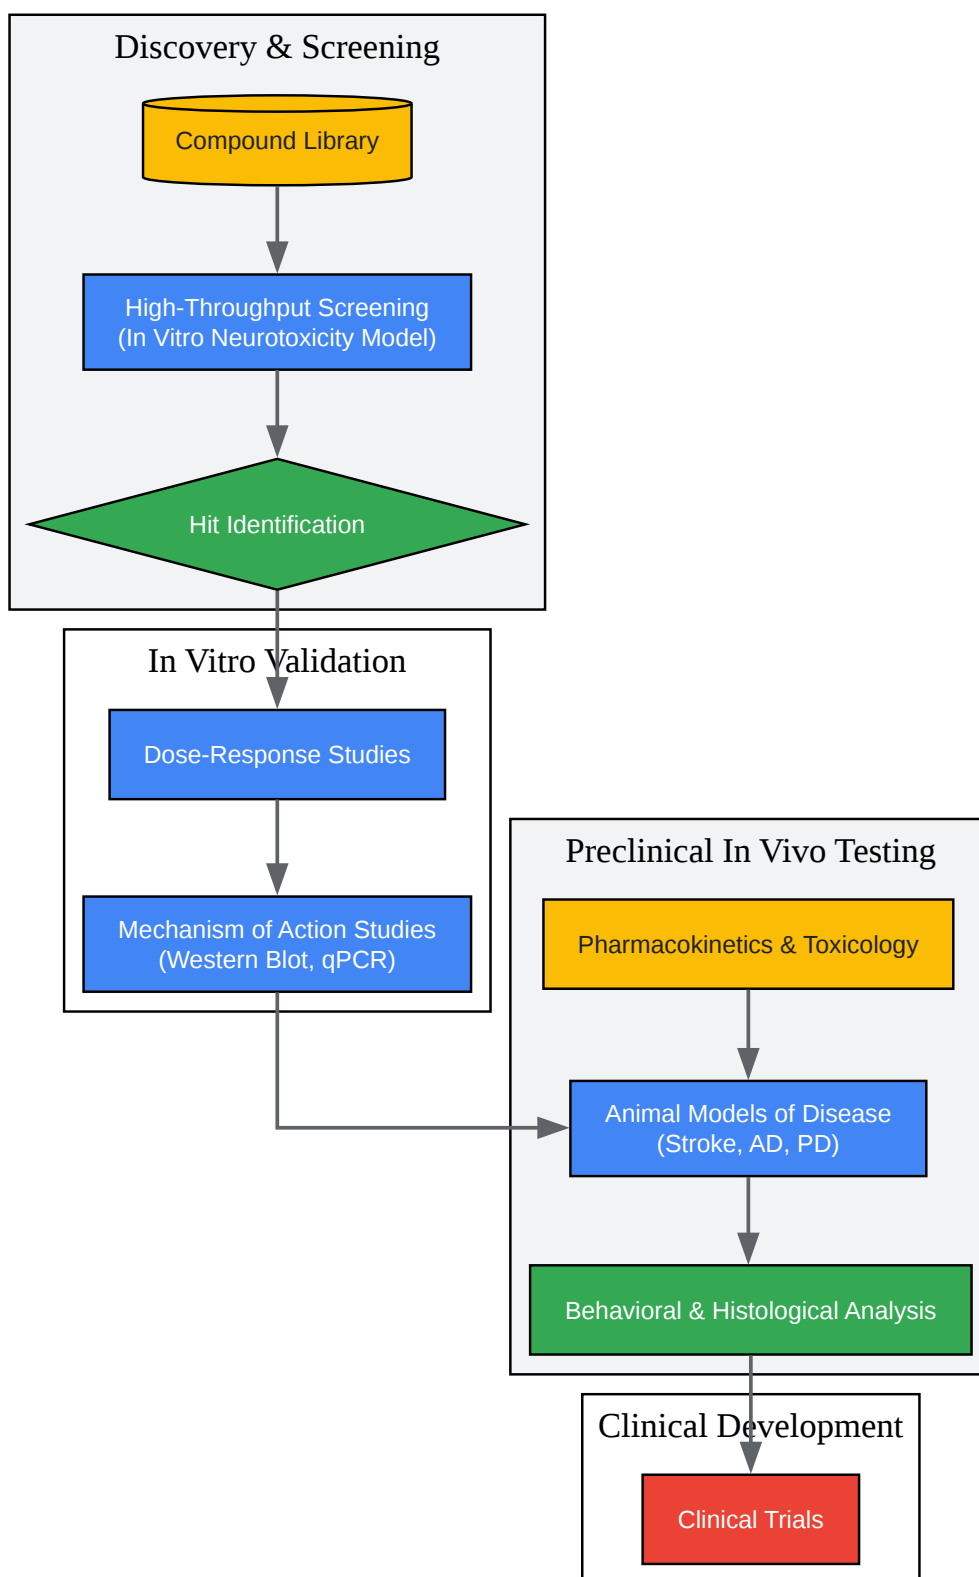 Discovery & Screening
Compound Library
High-Throughput Screening
(In Vitro Neurotoxicity Model)
Hit Identification
In Vitro Validation
Dose-Response Studies
Mechanism of Action Studies
(Western Blot, qPCR)
Preclinical In Vivo Testing
Pharmacokinetics & Toxicology
Animal Models of Disease
(Stroke, AD, PD)
Behavioral & Histological Analysis
Clinical Development
Clinical Trials